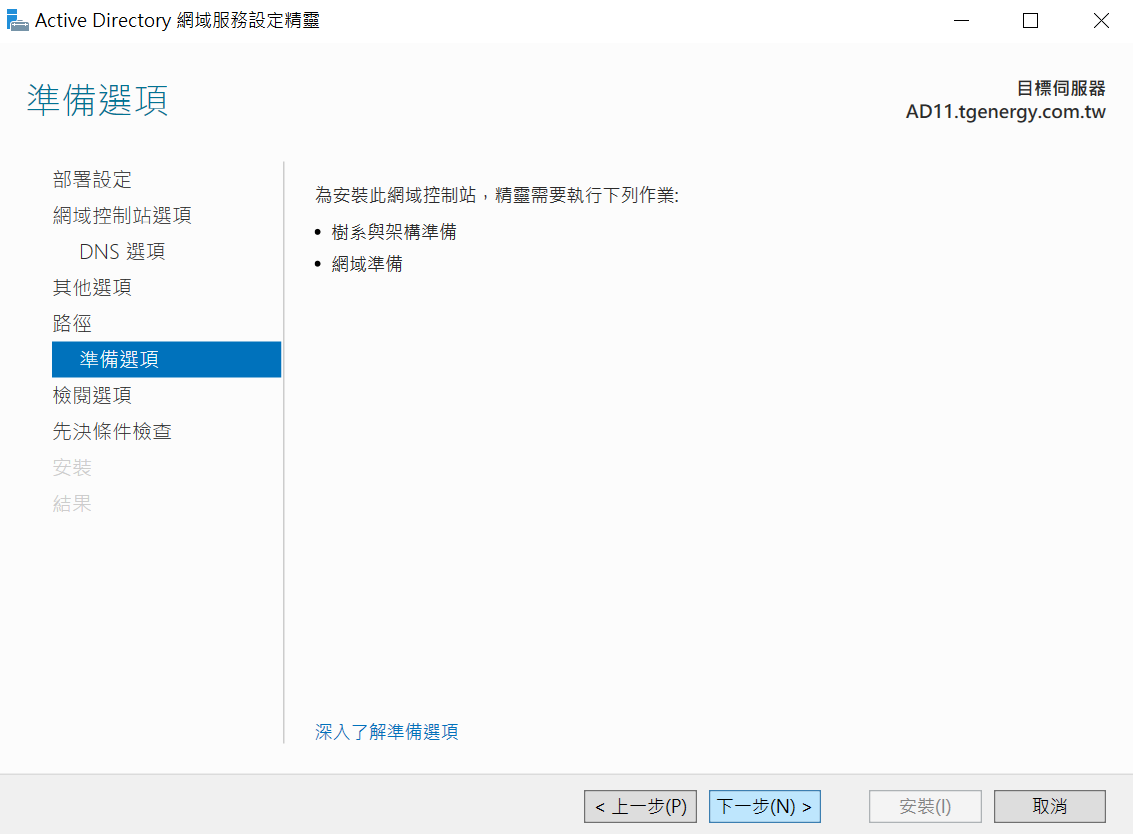 Active Directory 網域服務設定精靈
準備選項
目標伺服器
AD11.tgenergy.com.tw
部署設定
網域控制站選項
DNS 選項
其他選項
路徑
準備選項
檢閱選項
先決條件檢查
安裝
結果
為安裝此網域控制站，精靈需要執行下列作業:
• 樹系與架構準備
• 網域準備
深入了解準備選項
< 上一步(P)
下一步(N) >
安裝(I)
取消